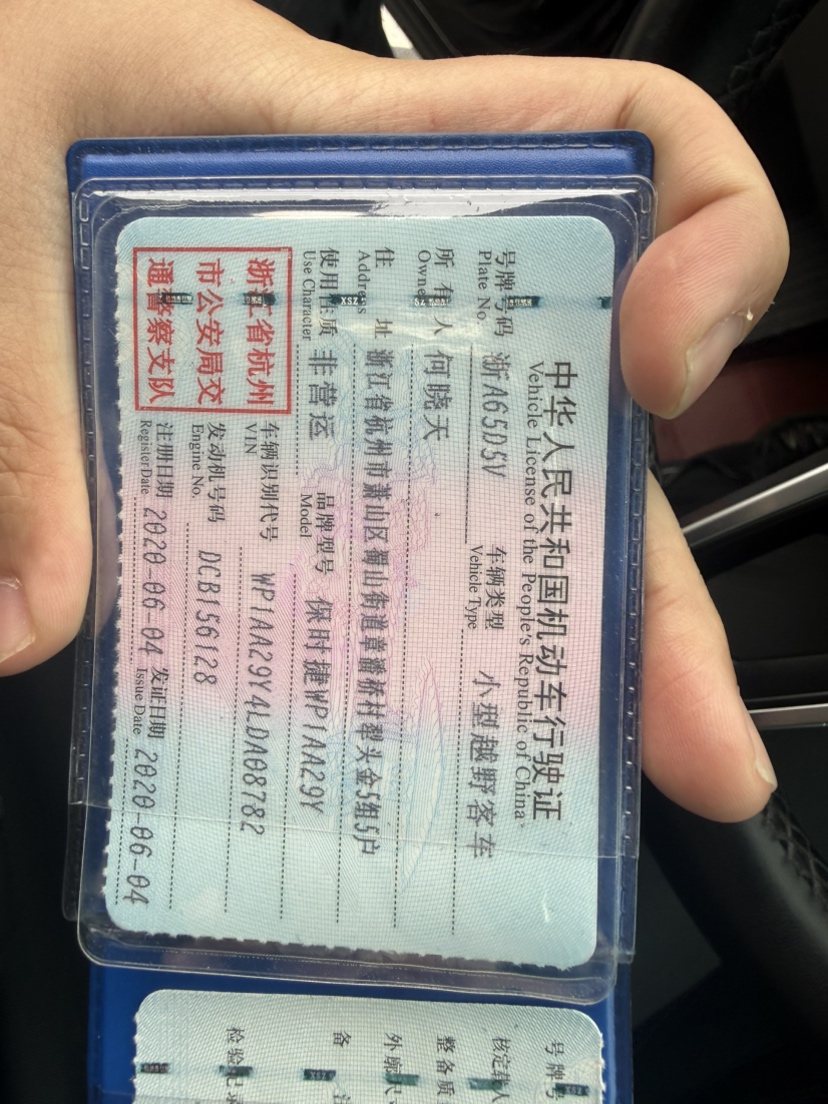 中华人民共和国机动车行驶证
Vehicle License of the People's Republic of China
号牌号码 浙A65D5V 车辆类型 小型越野客车
Plate No. Vehicle Type
所有人 何晓天
Owner
住址 浙江省杭州市萧山区蜀山街道章潘桥村犁头金5组5户
Address
使用性质 非营运 品牌型号 保时捷WP1AA29Y
Use Character Model
浙江省杭州
市公安局交
通警察支队
车辆识别代号 WP1AA29Y4LDA08782
VIN
发动机号码 DCB156128
Engine No.
注册日期 2020-06-04 发证日期 2020-06-04
Register Date Issue Date
号牌号
核定载人
整备质
外廓尺
备
检验记录